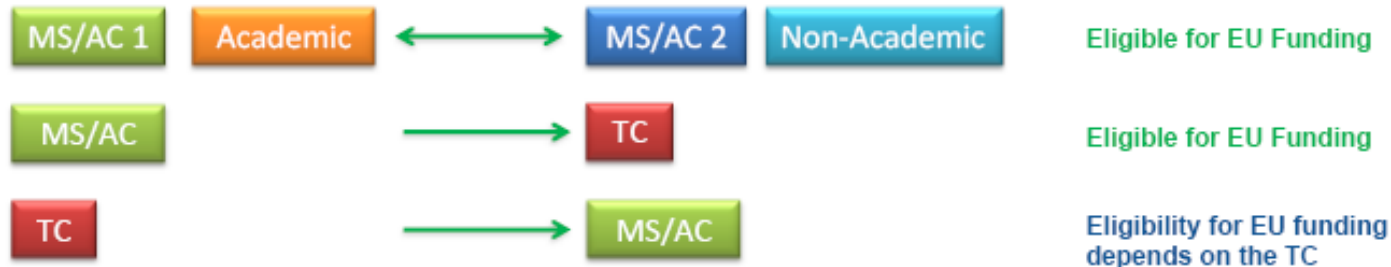 MS/AC 1 Academic MS/AC 2 Non-Academic Eligible for EU Funding
MS/AC TC Eligible for EU Funding
TC MS/AC Eligibility for EU funding
depends on the TC